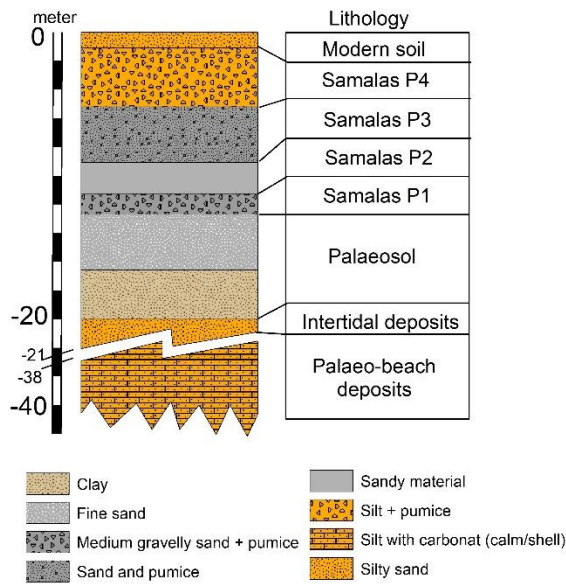 meter
Lithology
0
Modern soil
Samalas P4
Samalas P3
Samalas P2
Samalas P1
Palaeosol
-20
Intertidal deposits
-21
-38
Palaeo-beach
deposits
-40
Clay
Fine sand
Medium gravelly sand + pumice
Sand and pumice
Sandy material
Silt + pumice
Silt with carbonat (calm/shell)
Silty sand